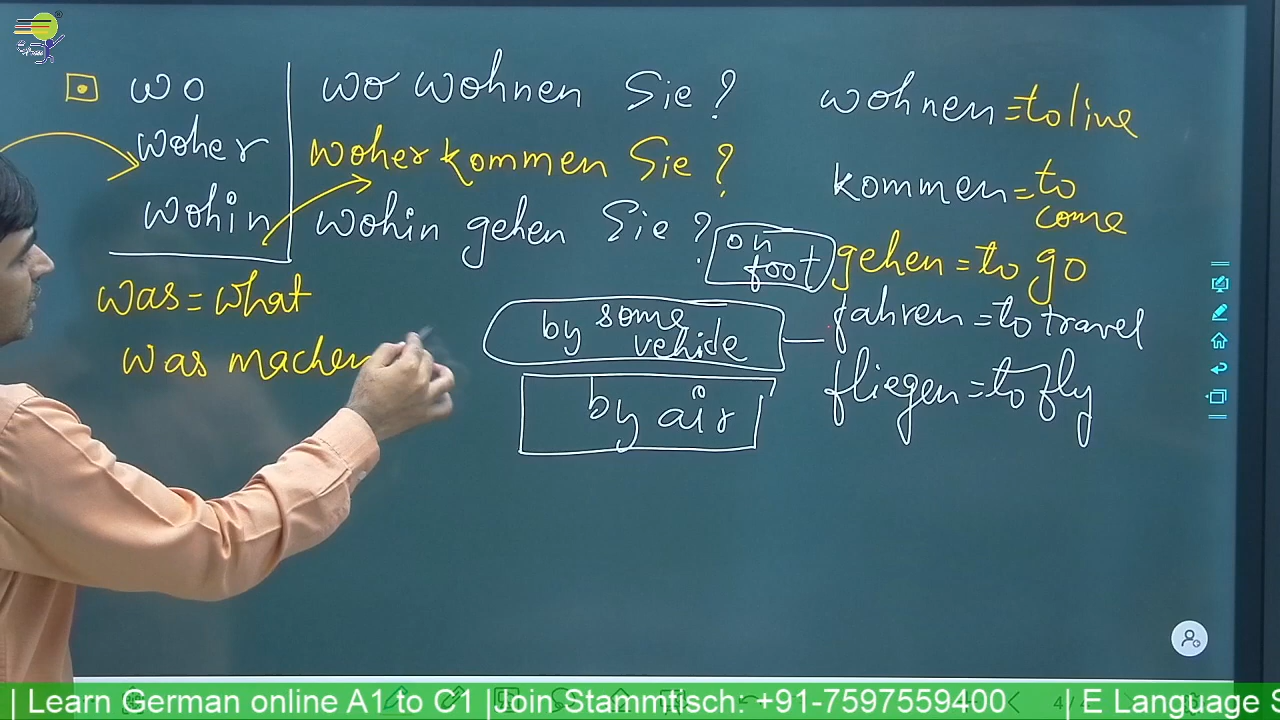 wo
woher
wohin
wo wohnen Sie?
woher kommen Sie?
wohin gehen Sie?
was = what
was machen
wohnen = to live
kommen = to
come
on
foot
gehen = to go
by some
vehicle
fahren = to travel
by air
fliegen = to fly
| Learn German online A1 to C1 |Join Stammtisch: +91-7597559400 | E Language S